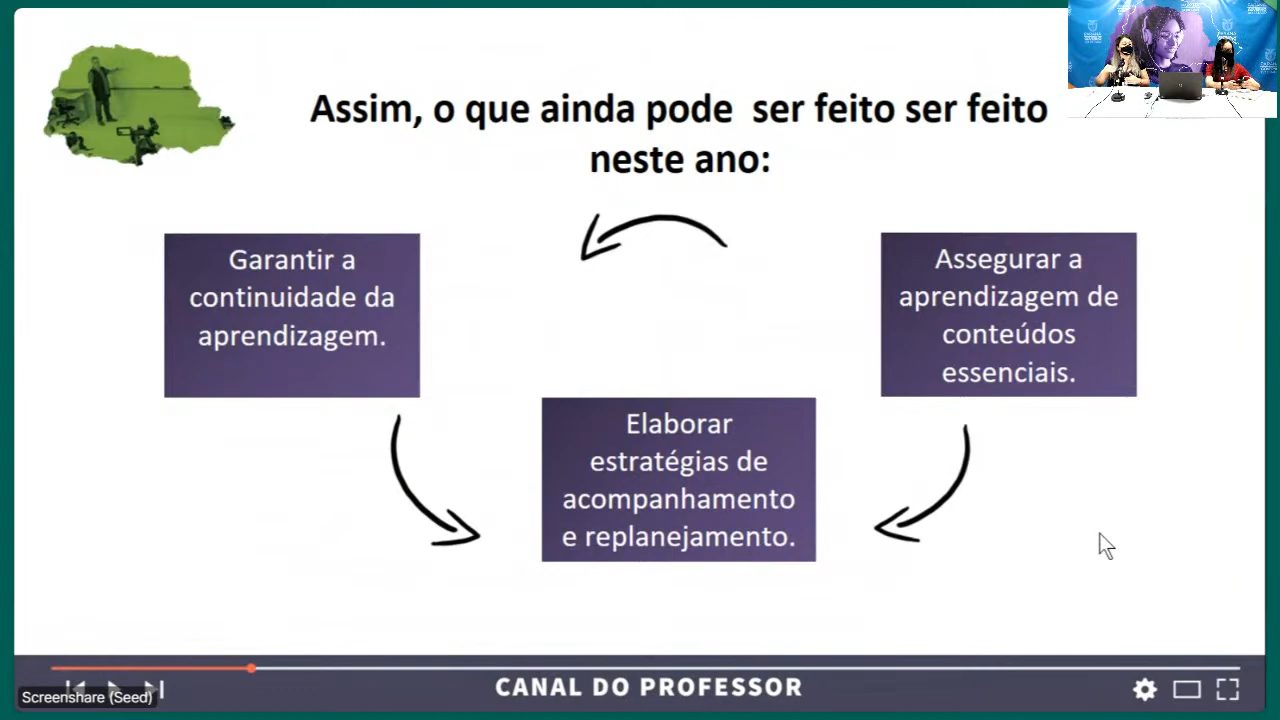 Assim, o que ainda pode ser feito ser feito
neste ano:
Garantir a
continuidade da
aprendizagem.
Assegurar a
aprendizagem de
conteúdos
essenciais.
Elaborar
estratégias de
acompanhamento
e replanejamento.
CANAL DO PROFESSOR
Screenshare (Seed)